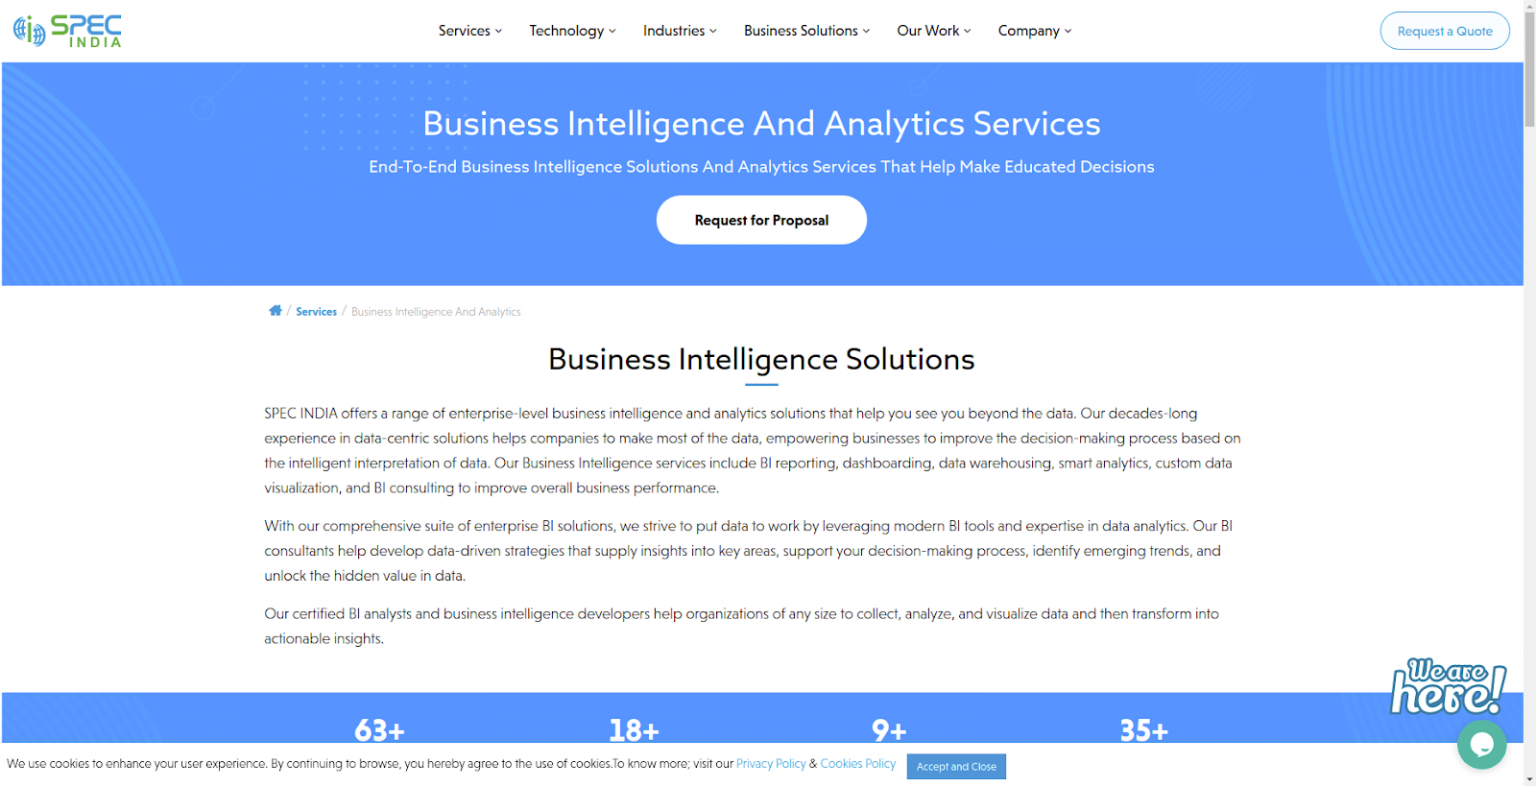 SPEC
INDIA
Services
Technology
Industries
Business Solutions
Our Work
Company
Request a Quote
Business Intelligence And Analytics Services
End-To-End Business Intelligence Solutions And Analytics Services That Help Make Educated Decisions
Request for Proposal
/ Services / Business Intelligence And Analytics
Business Intelligence Solutions
SPEC INDIA offers a range of enterprise-level business intelligence and analytics solutions that help you see you beyond the data. Our decades-long
experience in data-centric solutions helps companies to make most of the data, empowering businesses to improve the decision-making process based on
the intelligent interpretation of data. Our Business Intelligence services include BI reporting, dashboarding, data warehousing, smart analytics, custom data
visualization, and BI consulting to improve overall business performance.
With our comprehensive suite of enterprise BI solutions, we strive to put data to work by leveraging modern BI tools and expertise in data analytics. Our BI
consultants help develop data-driven strategies that supply insights into key areas, support your decision-making process, identify emerging trends, and
unlock the hidden value in data.
Our certified BI analysts and business intelligence developers help organizations of any size to collect, analyze, and visualize data and then transform into
actionable insights.
We are
here!
63+
18+
9+
35+
We use cookies to enhance your user experience. By continuing to browse, you hereby agree to the use of cookies.To know more; visit our Privacy Policy & Cookies Policy
Accept and Close